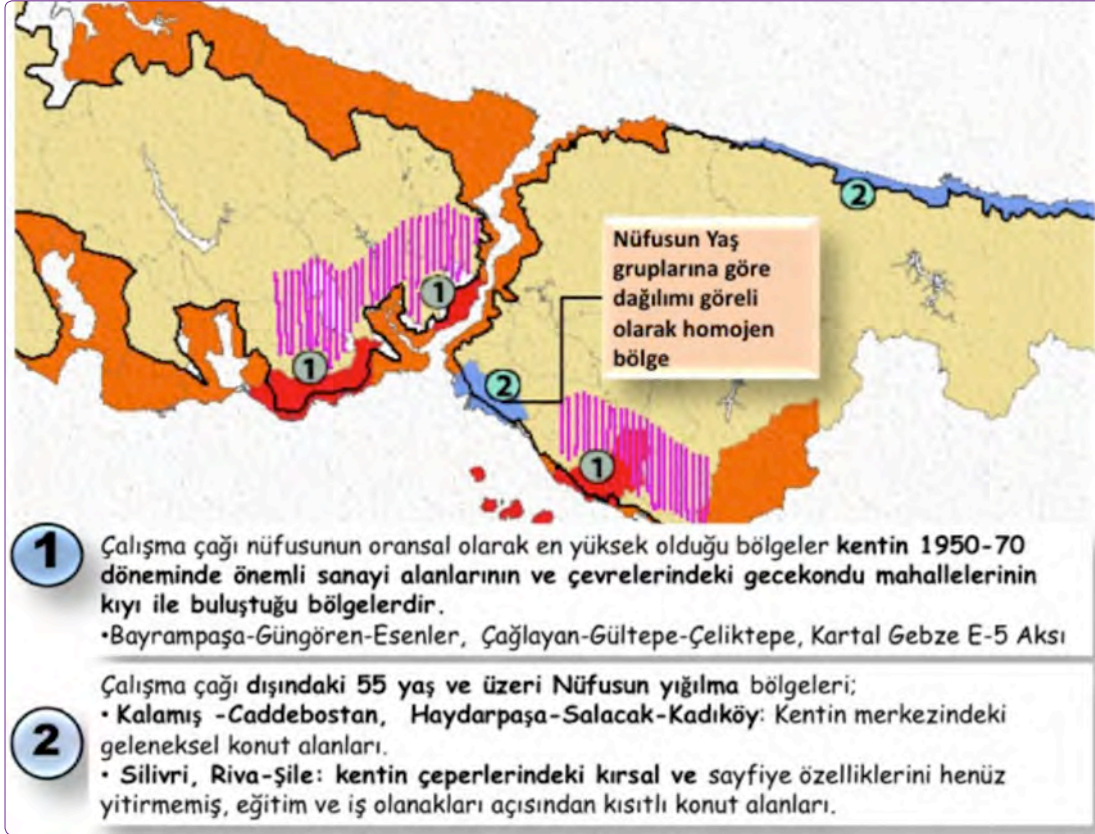 2
Nüfusun Yaş
gruplarına göre
dağılımı göreli
olarak homojen
bölge
1
1
2
1
1
Çalışma çağı nüfusunun oransal olarak en yüksek olduğu bölgeler kentin 1950-70
döneminde önemli sanayi alanlarının ve çevrelerindeki gecekondu mahallelerinin
kıyı ile buluştuğu bölgelerdir.
•Bayrampaşa-Güngören-Esenler, Çağlayan-Gültepe-Çeliktepe, Kartal Gebze E-5 Aksı
2
Çalışma çağı dışındaki 55 yaş ve üzeri Nüfusun yığılma bölgeleri;
• Kalamış -Caddebostan, Haydarpaşa-Salacak-Kadıköy: Kentin merkezindeki
geleneksel konut alanları.
• Silivri, Riva-Şile: kentin çeperlerindeki kırsal ve sayfiye özelliklerini henüz
yitirmemiş, eğitim ve iş olanakları açısından kısıtlı konut alanları.